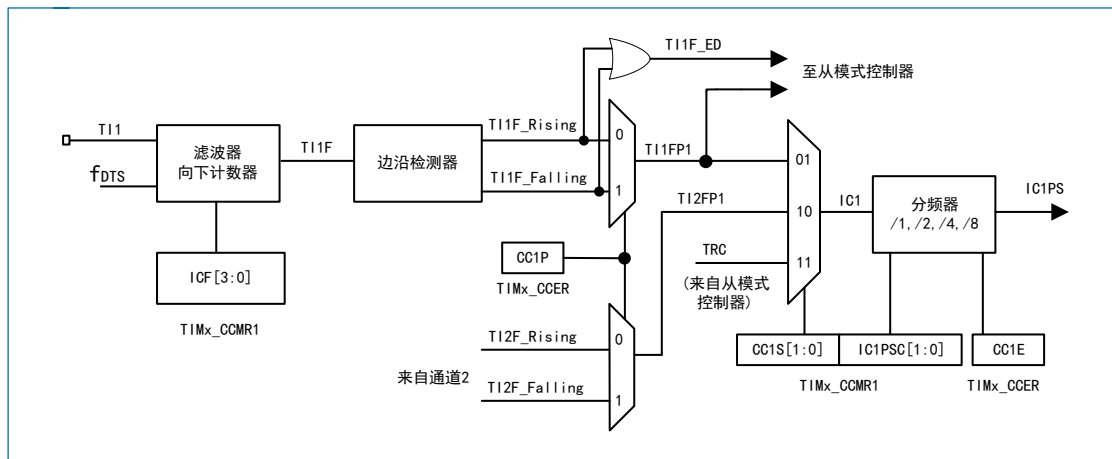 TI1F_ED
至从模式控制器
TI1
fDTS
滤波器
向下计数器
TI1F
边沿检测器
TI1F_Rising
TI1F_Falling
0
1
TI1FP1
TI2FP1
TRC
(来自从模式
控制器)
01
10
11
IC1
分频器
/1, /2, /4, /8
IC1PS
ICF[3:0]
TIMx_CCMR1
CC1P
TIMx_CCER
TI2F_Rising
来自通道2
TI2F_Falling
0
1
CC1S[1:0]
IC1PSC[1:0]
CC1E
TIMx_CCMR1
TIMx_CCER